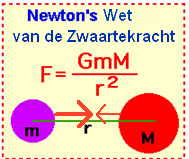 Newton's Wet
van de Zwaartekracht
F = GmM
r²
m r M